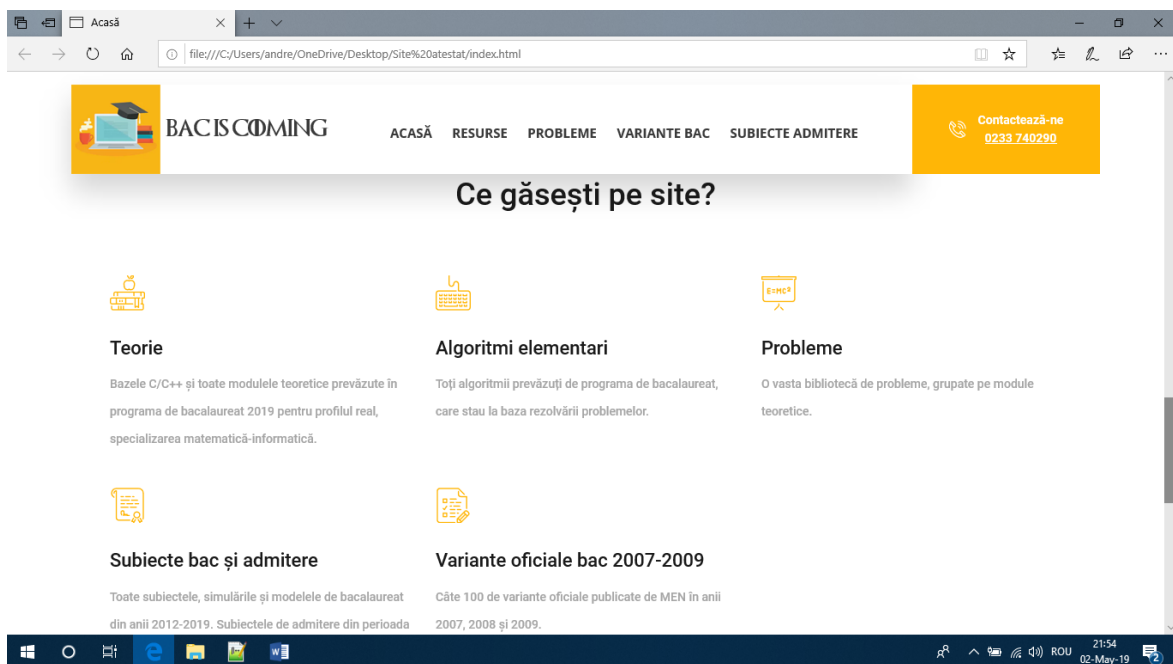 Acasă
file:///C:/Users/andre/OneDrive/Desktop/Site%20atestat/index.html
BAC IS COMING
ACASĂ RESURSE PROBLEME VARIANTE BAC SUBIECTE ADMITERE
Contactează-ne
0233 740290
Ce găsești pe site?
E=MC²
Teorie
Bazele C/C++ și toate modulele teoretice prevăzute în
programa de bacalaureat 2019 pentru profilul real,
specializarea matematică-informatică.
Algoritmi elementari
Toți algoritmii prevăzuți de programa de bacalaureat,
care stau la baza rezolvării problemelor.
Probleme
O vasta bibliotecă de probleme, grupate pe module
teoretice.
Subiecte bac și admitere
Toate subiectele, simulările și modelele de bacalaureat
din anii 2012-2019. Subiectele de admitere din perioada
Variante oficiale bac 2007-2009
Câte 100 de variante oficiale publicate de MEN în anii
2007, 2008 și 2009.
ROU
21:54
02-May-19
2